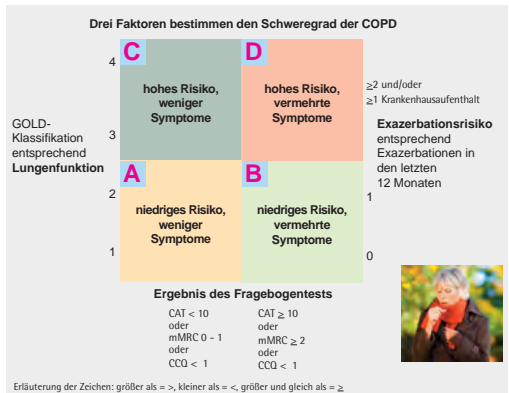 Drei Faktoren bestimmen den Schweregrad der COPD
C
D
4
hohes Risiko,
weniger
Symptome
hohes Risiko,
vermehrte
Symptome
≥2 und/oder
≥1 Krankenhausaufenthalt
GOLD-
Klassifikation
entsprechend
Lungenfunktion
3
Exazerbationsrisiko
entsprechend
Exazerbationen in
den letzten
12 Monaten
A
B
2
1
niedriges Risiko,
weniger
Symptome
niedriges Risiko,
vermehrte
Symptome
1
0
Ergebnis des Fragebogentests
CAT < 10
oder
mMRC 0 - 1
oder
CCQ < 1
CAT ≥ 10
oder
mMRC ≥ 2
oder
CCQ < 1
Erläuterung der Zeichen: größer als = >, kleiner als = <, größer und gleich als = ≥